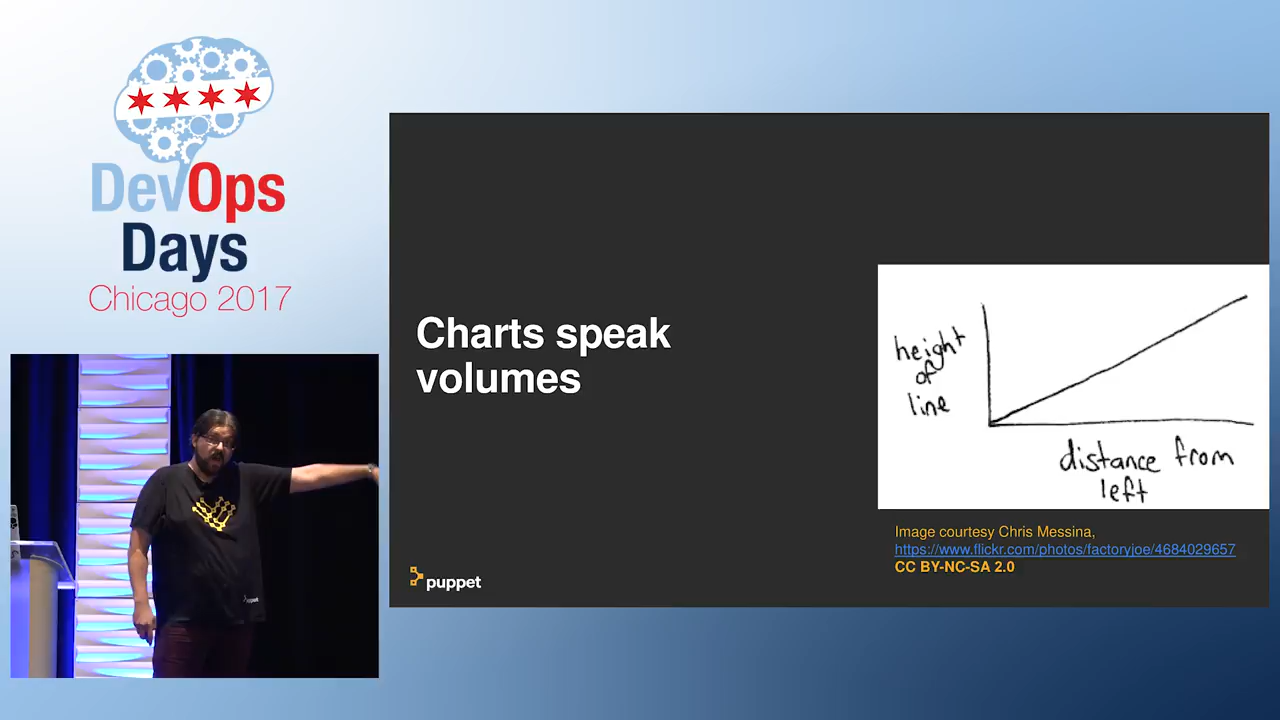 DevOps
Days
Chicago 2017
Charts speak
volumes
height
of
line
distance from
left
Image courtesy Chris Messina,
https://www.flickr.com/photos/factoryjoe/4684029657
CC BY-NC-SA 2.0
puppet
puppet